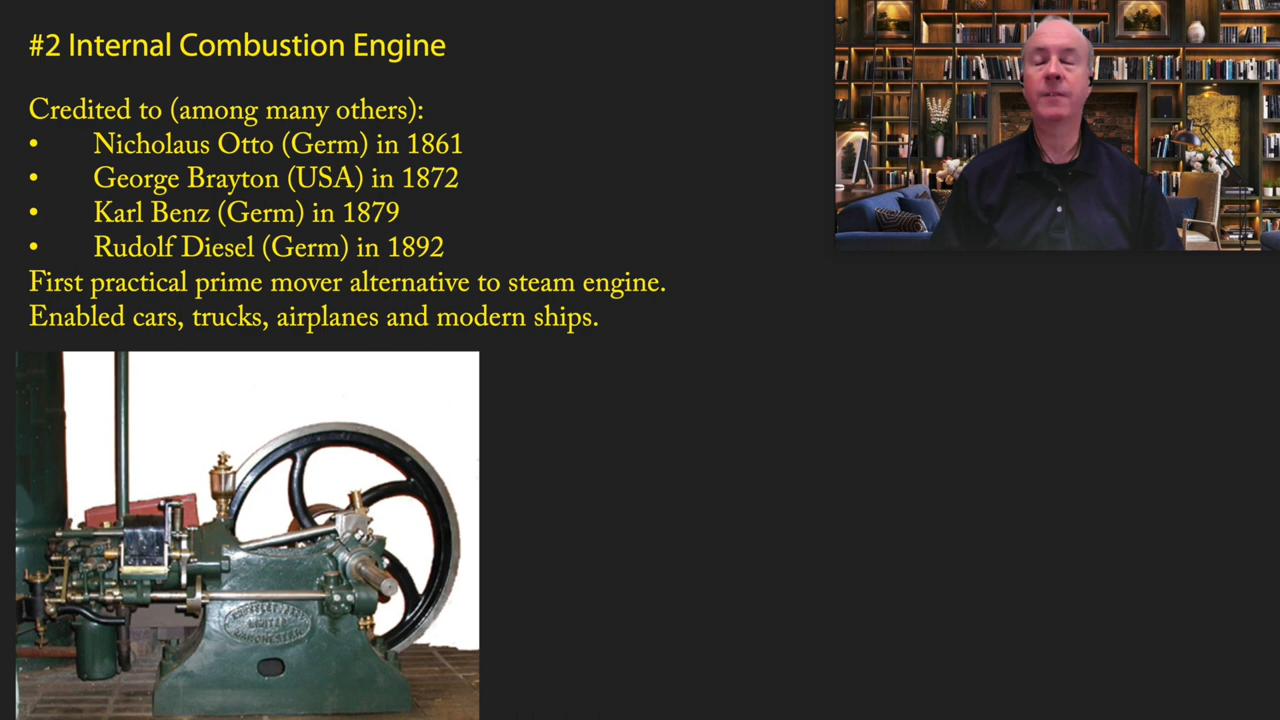 #2 Internal Combustion Engine
Credited to (among many others):
• Nicholaus Otto (Germ) in 1861
• George Brayton (USA) in 1872
• Karl Benz (Germ) in 1879
• Rudolf Diesel (Germ) in 1892
First practical prime mover alternative to steam engine.
Enabled cars, trucks, airplanes and modern ships.
LIMITED
MANCHESTER